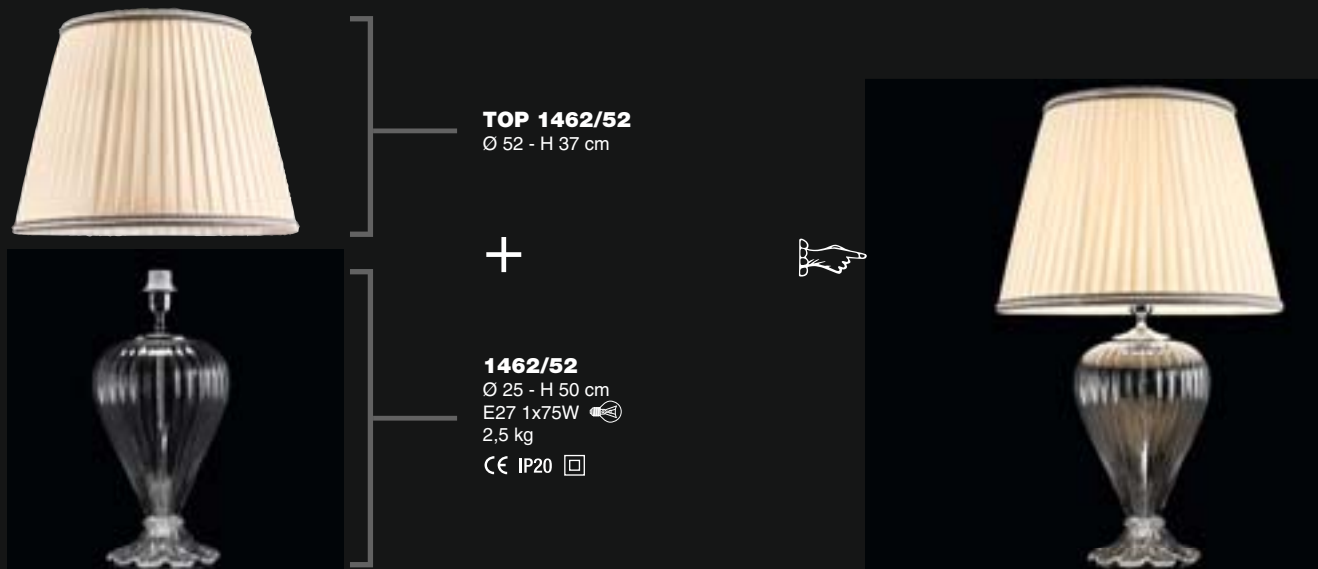 TOP 1462/52
Ø 52 - H 37 cm
+
1462/52
Ø 25 - H 50 cm
E27 1x75W
2,5 kg
CE IP20